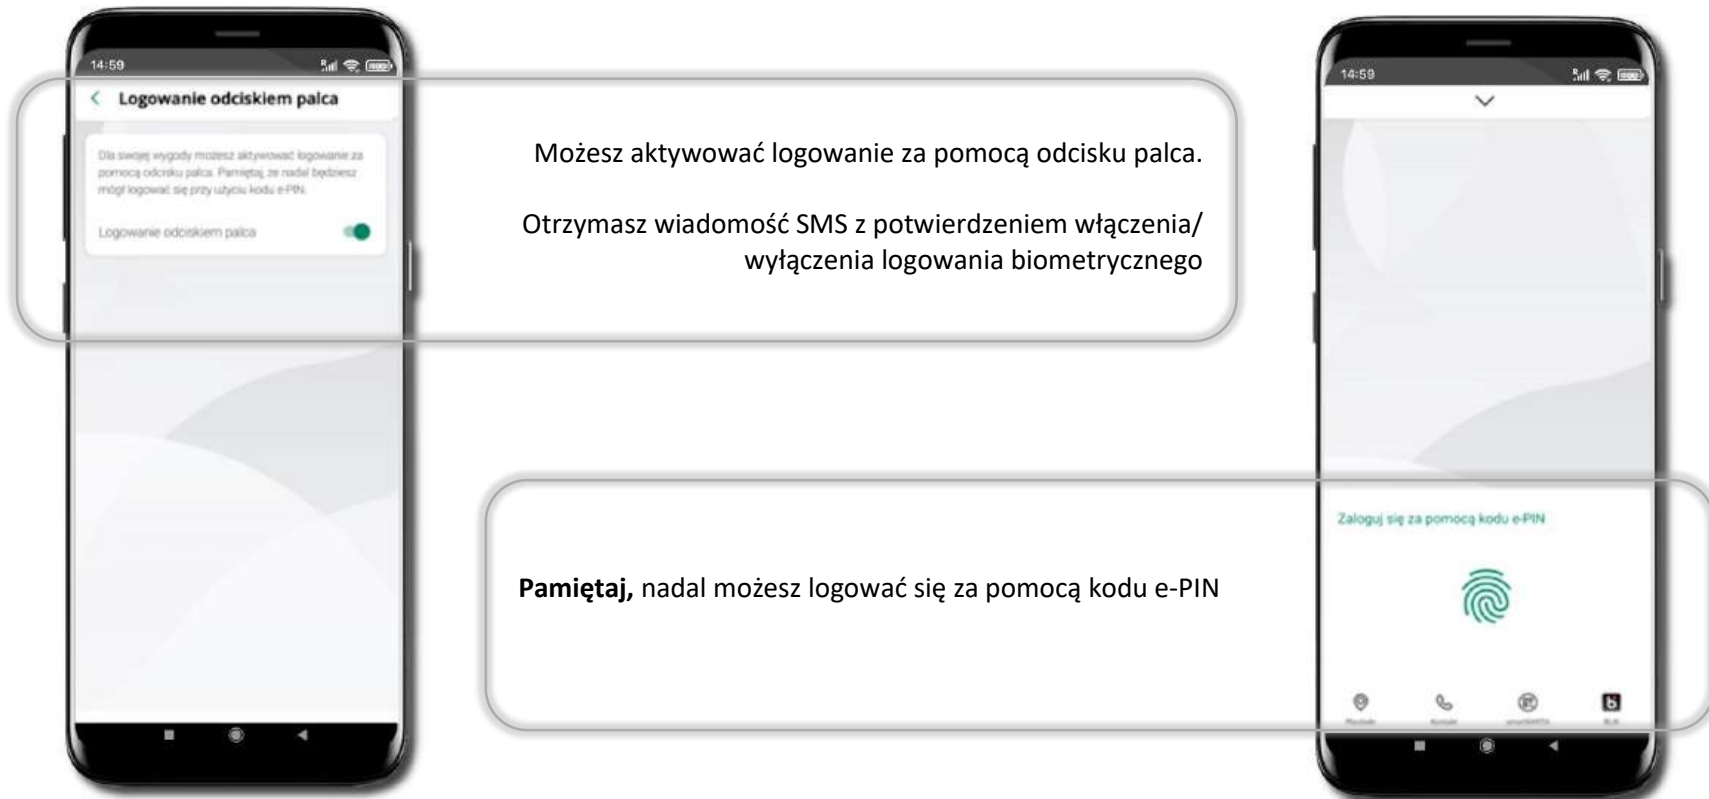 14:59
Logowanie odciskiem palca
Dla swojej wygody możesz aktywować logowanie za
pomocą odcisku palca. Pamiętaj, że nadal będziesz
mógł logować się przy użyciu kodu e-PIN.
Logowanie odciskiem palca
Możesz aktywować logowanie za pomocą odcisku palca.
Otrzymasz wiadomość SMS z potwierdzeniem włączenia/
wyłączenia logowania biometrycznego
14:59
Pamiętaj, nadal możesz logować się za pomocą kodu e-PIN
Zaloguj się za pomocą kodu e-PIN
Kontakt
BLIK